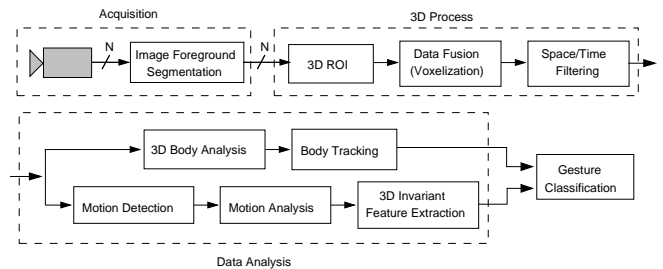 Acquisition
3D Process
N
Image Foreground
Segmentation
N
3D ROI
Data Fusion
(Voxelization)
Space/Time
Filtering
3D Body Analysis
Body Tracking
Gesture
Classification
Motion Detection
Motion Analysis
3D Invariant
Feature Extraction
Data Analysis